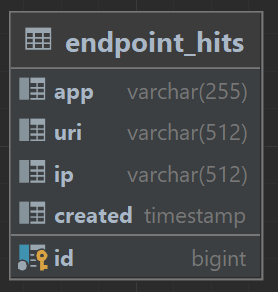 endpoint_hits
app varchar(255)
uri varchar(512)
ip varchar(512)
created timestamp
id bigint